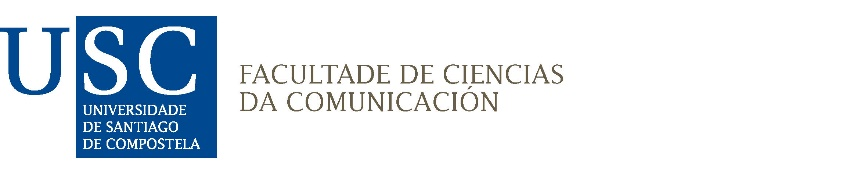 USC
UNIVERSIDADE
DE SANTIAGO
DE COMPOSTELA
FACULTADE DE CIENCIAS
DA COMUNICACIÓN